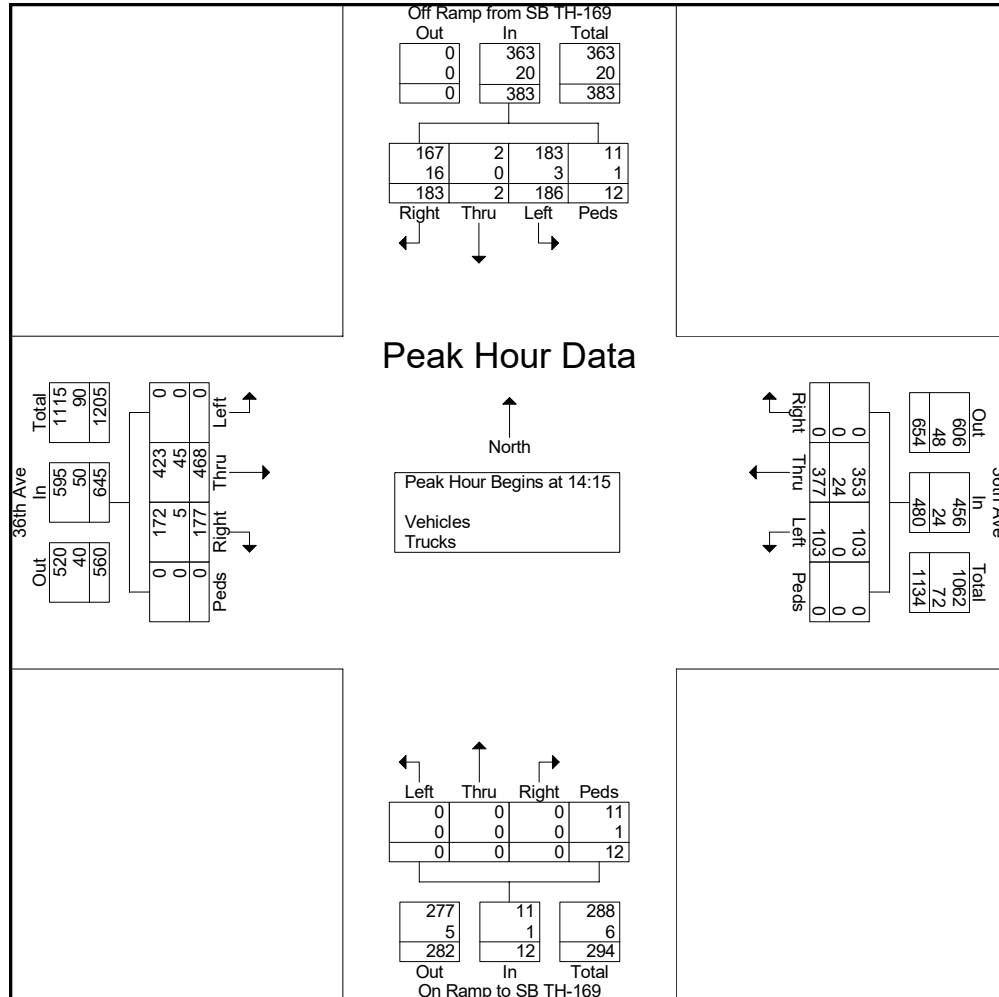 Off Ramp from SB TH-169
Out In Total
0 363 363
0 20 20
0 383 383
167 2 183 11
16 0 3 1
183 2 186 12
Right Thru Left Peds
Peak Hour Data
North
Peak Hour Begins at 14:15
Vehicles
Trucks
36th Ave
Total In Out
1115 595 520
90 50 40
1205 645 560
0 423 172 0
0 45 5 0
0 468 177 0
Left Thru Right Peds
36th Ave
Out In Total
606 456 1062
48 24 72
654 480 1134
0 353 103 0
0 24 0 0
0 377 103 0
Right Thru Left Peds
Left Thru Right Peds
0 0 0 11
0 0 0 1
0 0 0 12
277 11 288
5 1 6
282 12 294
Out In Total
On Ramp to SB TH-169